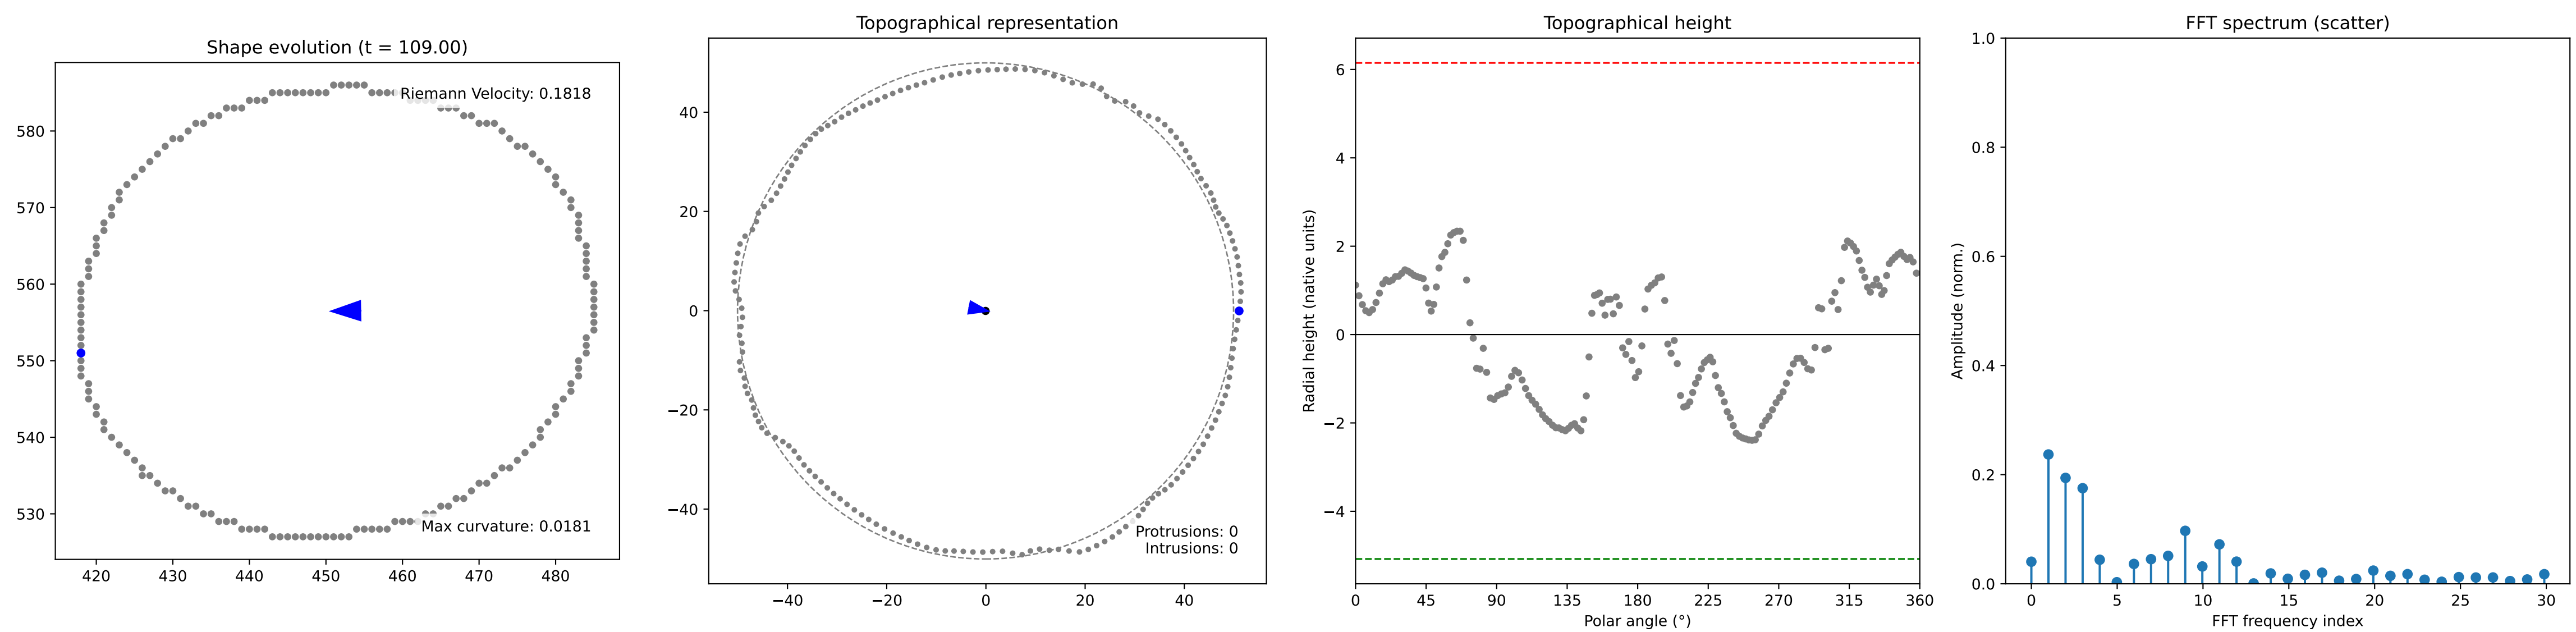 Shape evolution (t = 109.00)
Riemann Velocity: 0.1818
Max curvature: 0.0181
580
570
560
550
540
530
420 430 440 450 460 470 480
Topographical representation
40
20
0
−20
−40
Protrusions: 0
Intrusions: 0
−40 −20 0 20 40
Topographical height
Radial height (native units)
6
4
2
0
−2
−4
0 45 90 135 180 225 270 315 360
Polar angle (°)
FFT spectrum (scatter)
Amplitude (norm.)
1.0
0.8
0.6
0.4
0.2
0.0
0 5 10 15 20 25 30
FFT frequency index